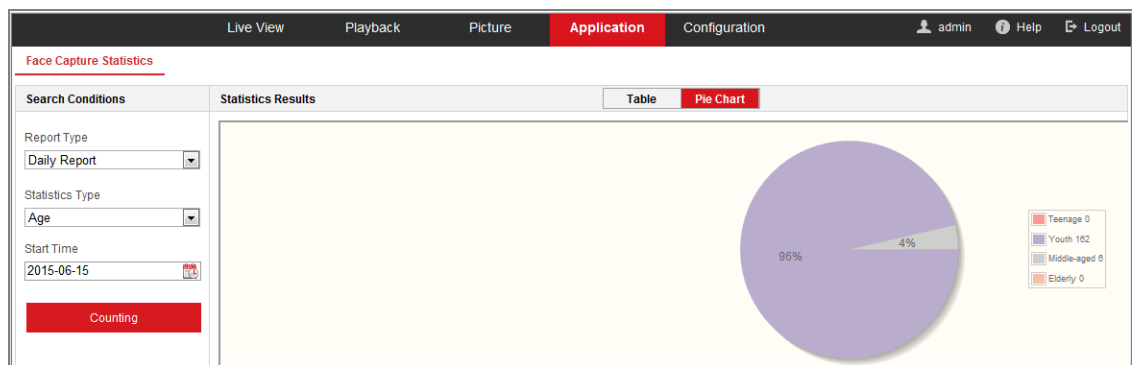 Live View Playback Picture Application Configuration admin Help Logout
Face Capture Statistics
Search Conditions
Statistics Results
Table Pie Chart
Report Type
Daily Report
Statistics Type
Age
Start Time
2015-06-15
Counting
96%
4%
Teenage 0
Youth 162
Middle-aged 6
Elderly 0